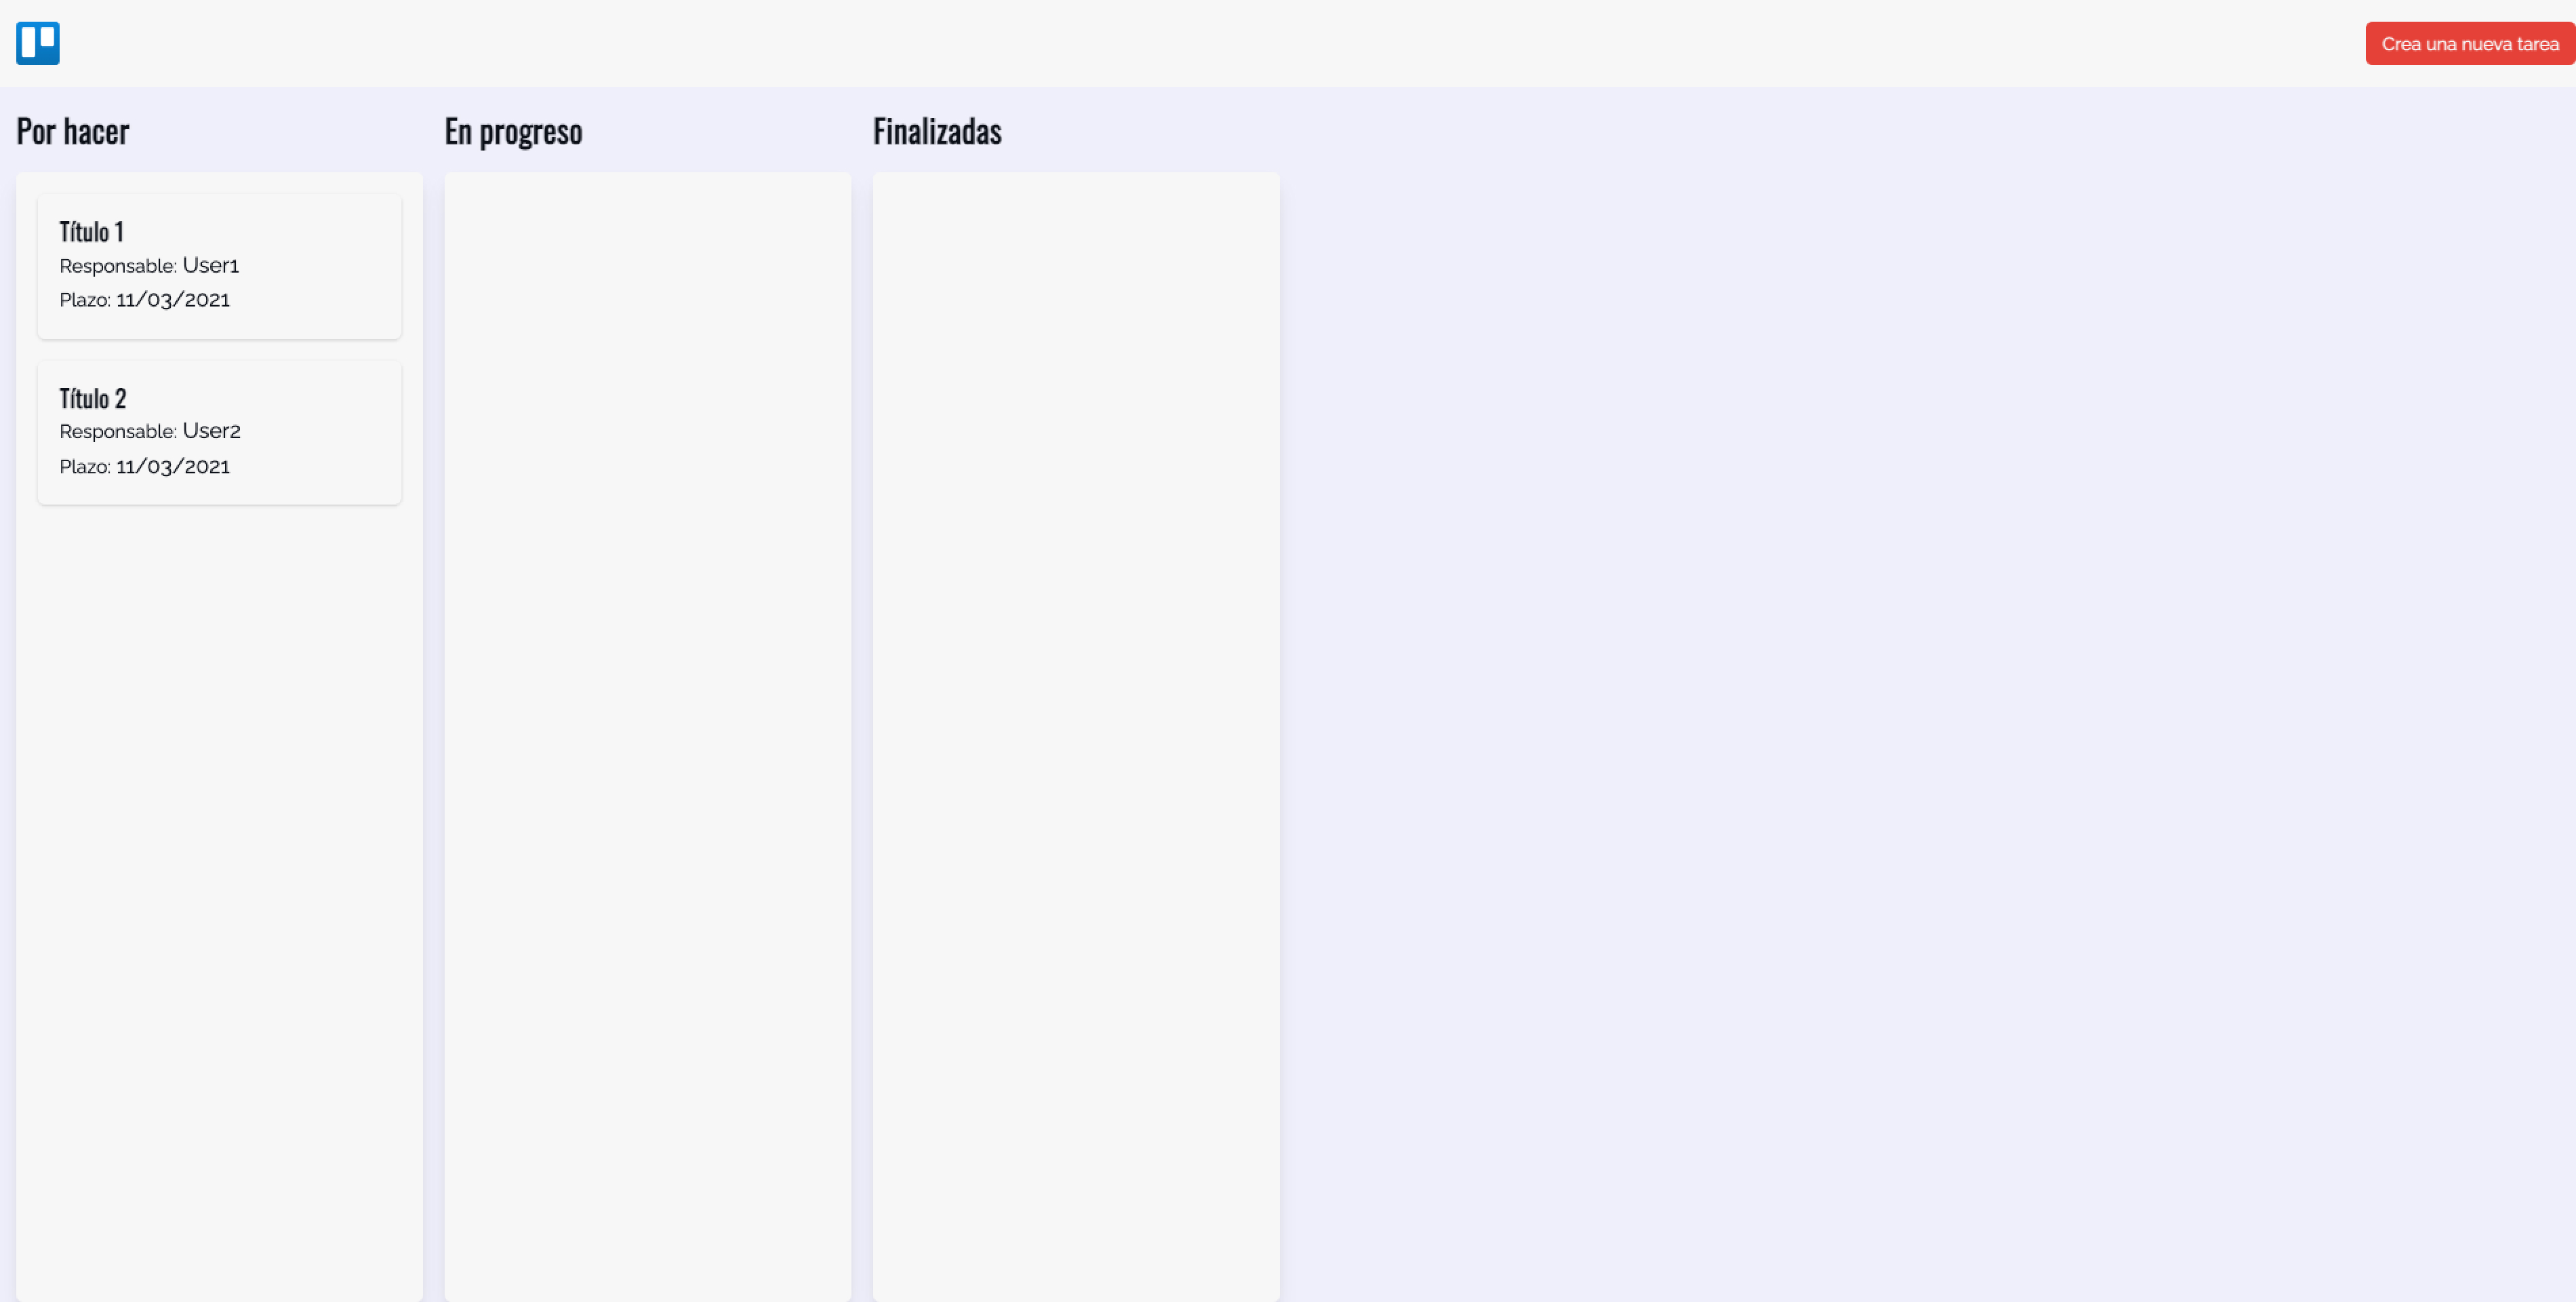 Crea una nueva tarea
Por hacer
En progreso
Finalizadas
Título 1
Responsable: User1
Plazo: 11/03/2021
Título 2
Responsable: User2
Plazo: 11/03/2021